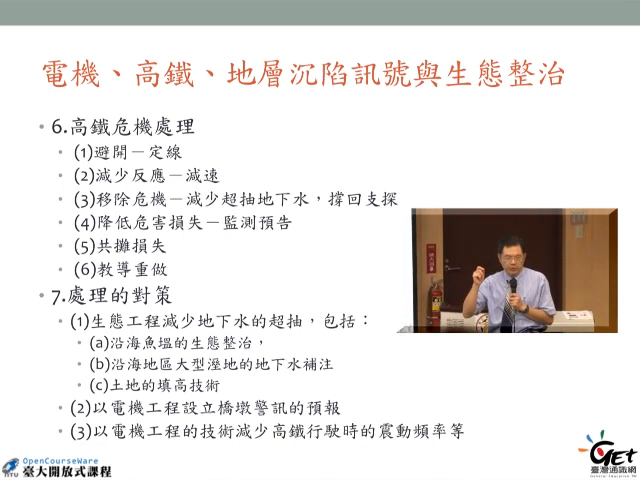 電機、高鐵、地層沉陷訊號與生態整治
• 6.高鐵危機處理
• (1)避開－定線
• (2)減少反應－減速
• (3)移除危機－減少超抽地下水，撐回支探
• (4)降低危害損失－監測預告
• (5)共攤損失
• (6)教導重做
• 7.處理的對策
• (1)生態工程減少地下水的超抽，包括：
• (a)沿海魚塭的生態整治，
• (b)沿海地區大型溼地的地下水補注
• (c)土地的填高技術
• (2)以電機工程設立橋墩警訊的預報
• (3)以電機工程的技術減少高鐵行駛時的震動頻率等
OpenCourseWare
NTU 臺大開放式課程
GET
臺灣通識網